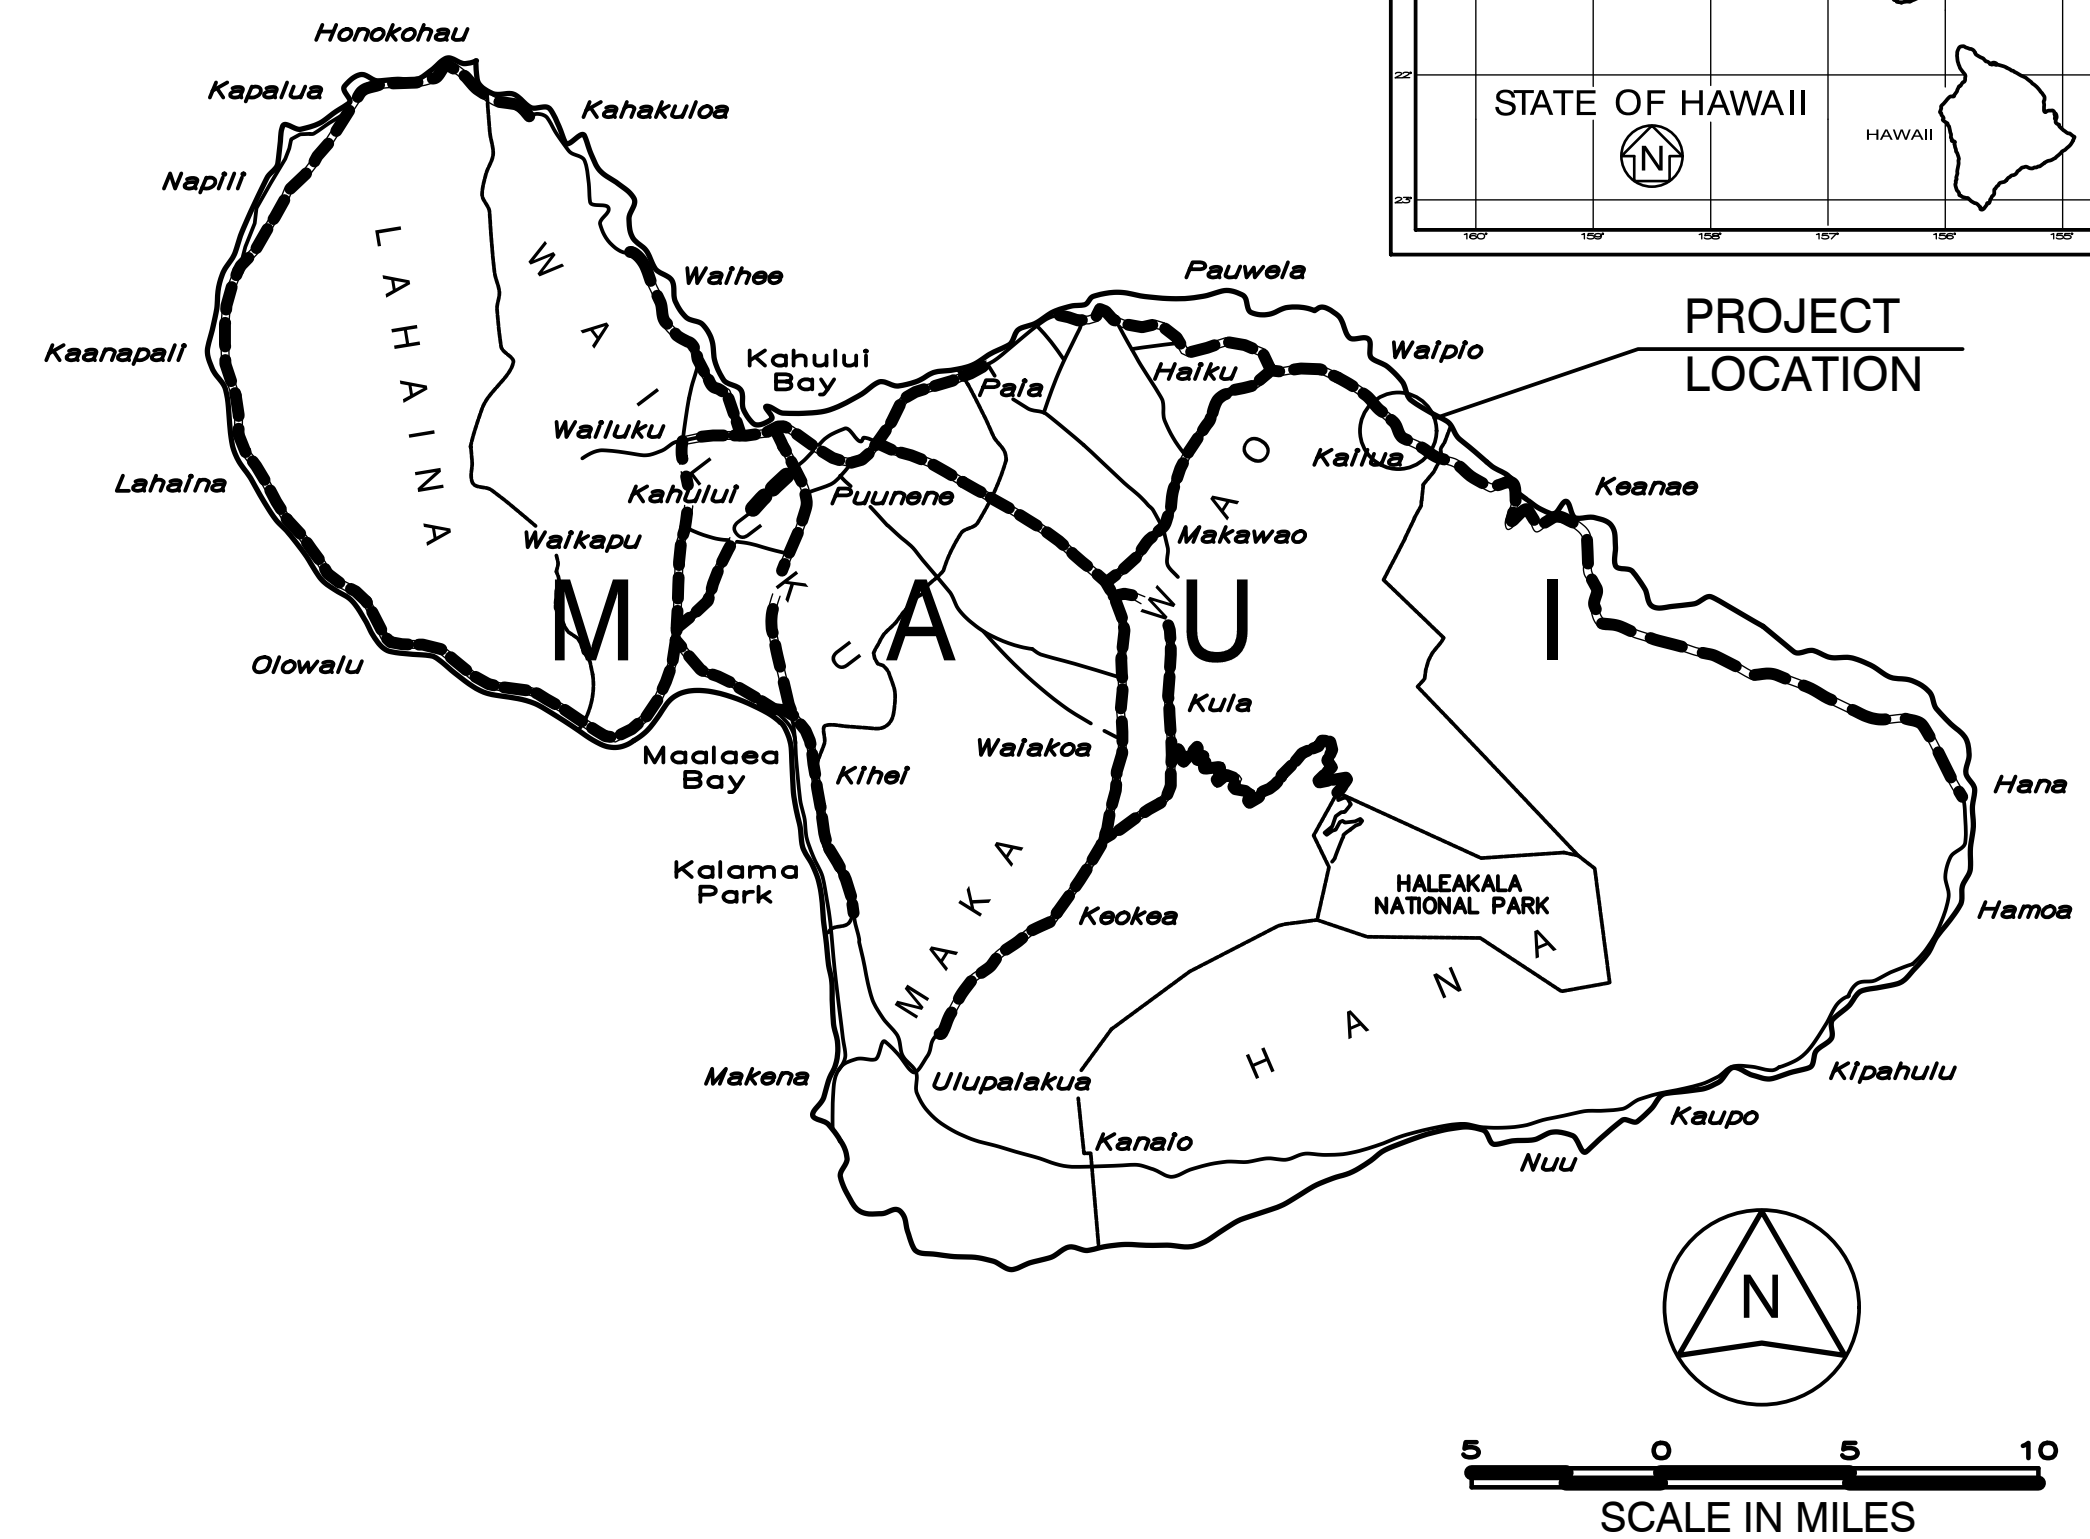 Honokohau
Kapalua
Kahakuloa
Napili
Waihee
Kaanapali
Kahului
Bay
Wailuku
Lahaina
Kahului
Waikapu
Olowalu
Puunene
Paia
Pauwela
Haiku
Waipio
Kailua
Keanae
Makawao
Kula
Waiakoa
Maalaea
Bay
Kihei
Kalama
Park
Keokea
Makena
Ulupalakua
Kanaio
Hana
Hamoa
Kipahulu
Kaupo
Nuu
HALEAKALA
NATIONAL PARK
LAHAINA
WAILUKU
MAKAWAO
HANA
MAUI
PROJECT
LOCATION
STATE OF HAWAII
N
HAWAII
22°
23°
160° 159° 158° 157° 156° 155°
N
5 0 5 10
SCALE IN MILES